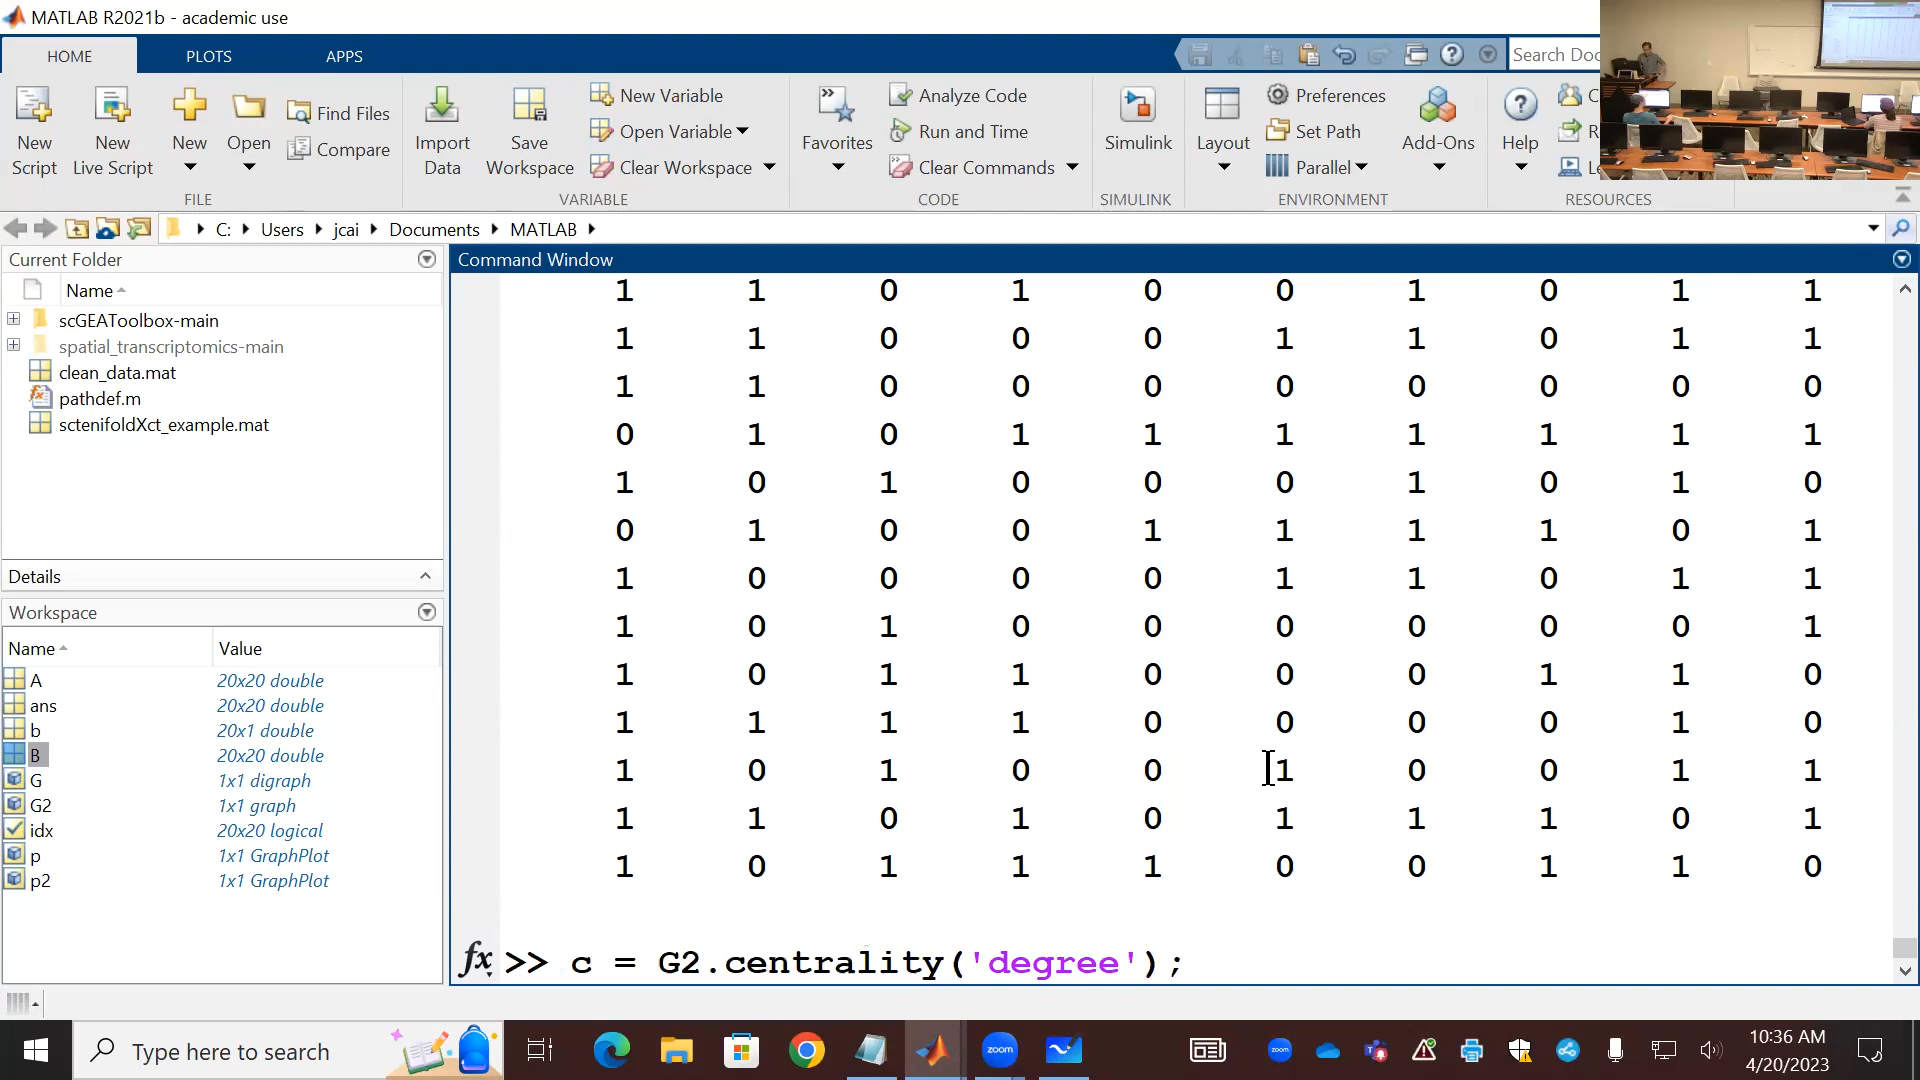 MATLAB R2021b - academic use
HOME PLOTS APPS Search Doc
New Script
New Live Script
New
Open
Find Files
Compare
FILE
Import Data
Save Workspace
New Variable
Open Variable
Clear Workspace
VARIABLE
Favorites
Analyze Code
Run and Time
Clear Commands
CODE
Simulink
SIMULINK
Layout
Preferences
Set Path
Parallel
ENVIRONMENT
Add-Ons
Help
RESOURCES
C: Users jcai Documents MATLAB
Current Folder
Name
scGEAToolbox-main
spatial_transcriptomics-main
clean_data.mat
pathdef.m
sctenifoldXct_example.mat
Details
Workspace
Name Value
A 20x20 double
ans 20x20 double
b 20x1 double
B 20x20 double
G 1x1 digraph
G2 1x1 graph
idx 20x20 logical
p 1x1 GraphPlot
p2 1x1 GraphPlot
Command Window
1 1 0 1 0 0 1 0 1 1
1 1 0 0 0 1 1 0 1 1
1 1 0 0 0 0 0 0 0 0
0 1 0 1 1 1 1 1 1 1
1 0 1 0 0 0 1 0 1 0
0 1 0 0 1 1 1 1 0 1
1 0 0 0 0 1 1 0 1 1
1 0 1 0 0 0 0 0 0 1
1 0 1 1 0 0 0 1 1 0
1 1 1 1 0 0 0 0 1 0
1 0 1 0 0 1 0 0 1 1
1 1 0 1 0 1 1 1 0 1
1 0 1 1 1 0 0 1 1 0
fx >> c = G2.centrality('degree');
Type here to search
zoom
zoom
10:36 AM
4/20/2023